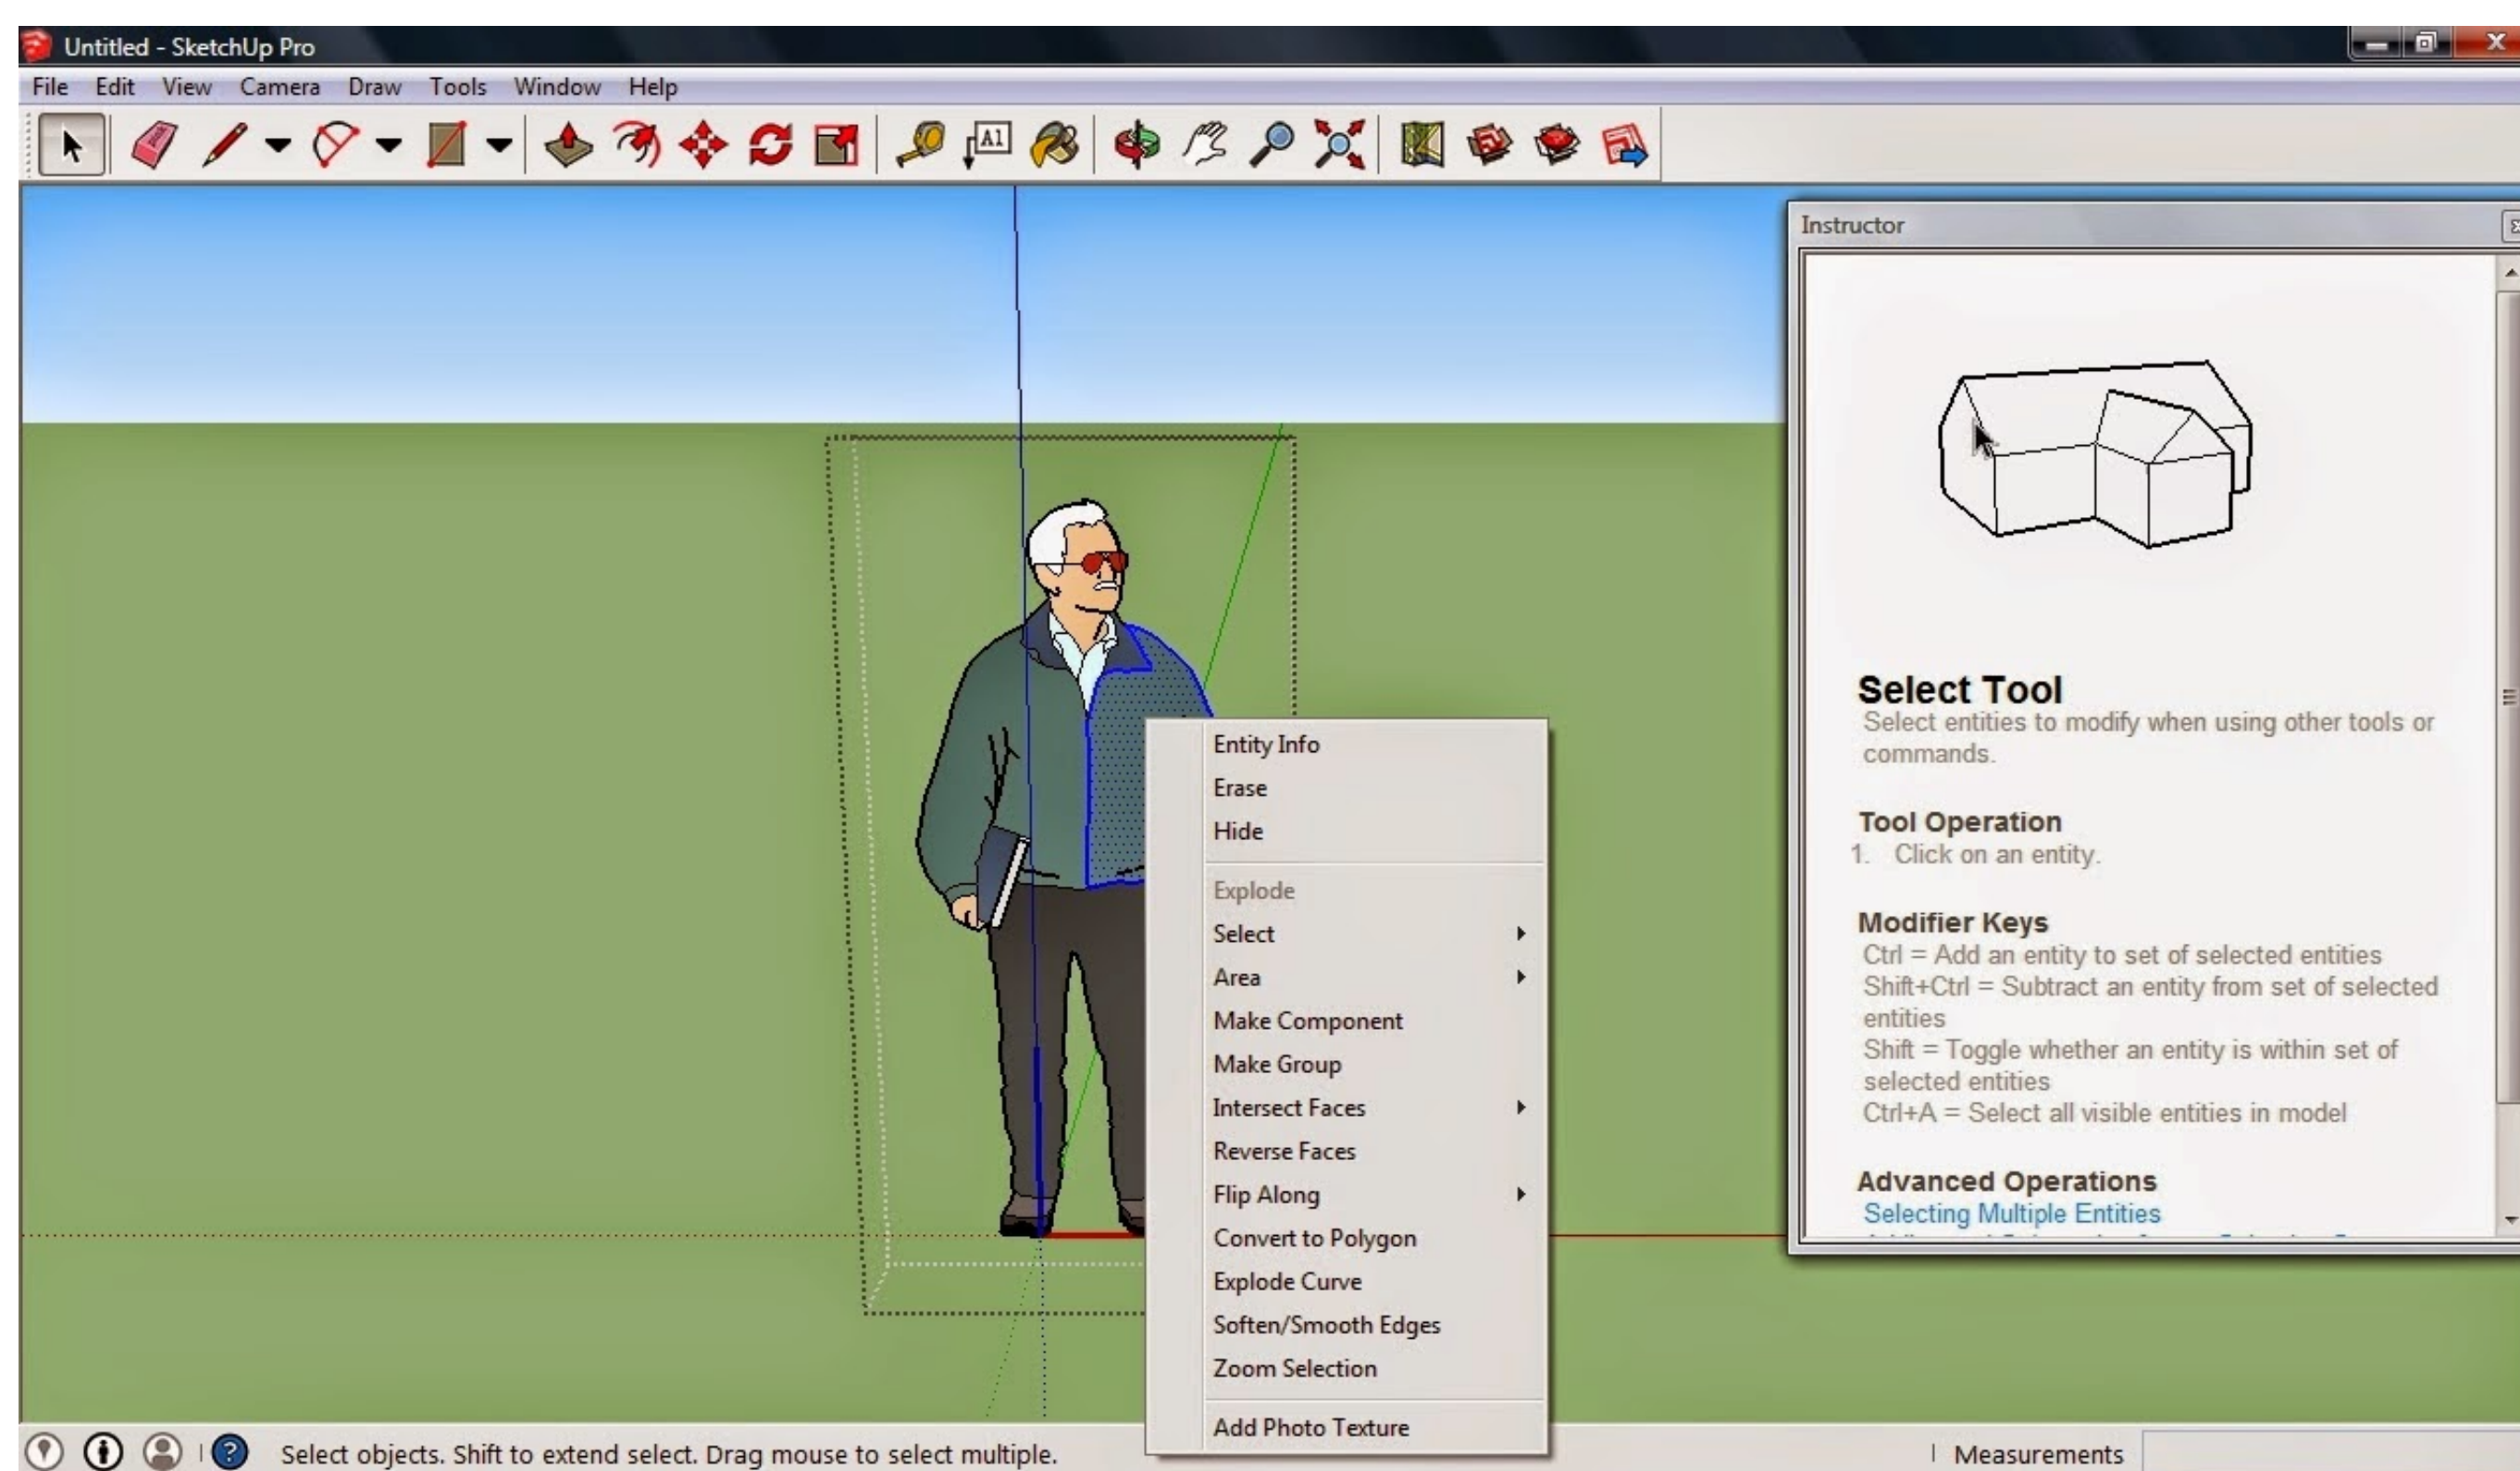 Untitled - SketchUp Pro
File Edit View Camera Draw Tools Window Help
A1
Instructor
Select Tool
Select entities to modify when using other tools or
commands.
Tool Operation
1. Click on an entity.
Modifier Keys
Ctrl = Add an entity to set of selected entities
Shift+Ctrl = Subtract an entity from set of selected
entities
Shift = Toggle whether an entity is within set of
selected entities
Ctrl+A = Select all visible entities in model
Advanced Operations
Selecting Multiple Entities
Entity Info
Erase
Hide
Explode
Select
Area
Make Component
Make Group
Intersect Faces
Reverse Faces
Flip Along
Convert to Polygon
Explode Curve
Soften/Smooth Edges
Zoom Selection
Add Photo Texture
Select objects. Shift to extend select. Drag mouse to select multiple.
Measurements